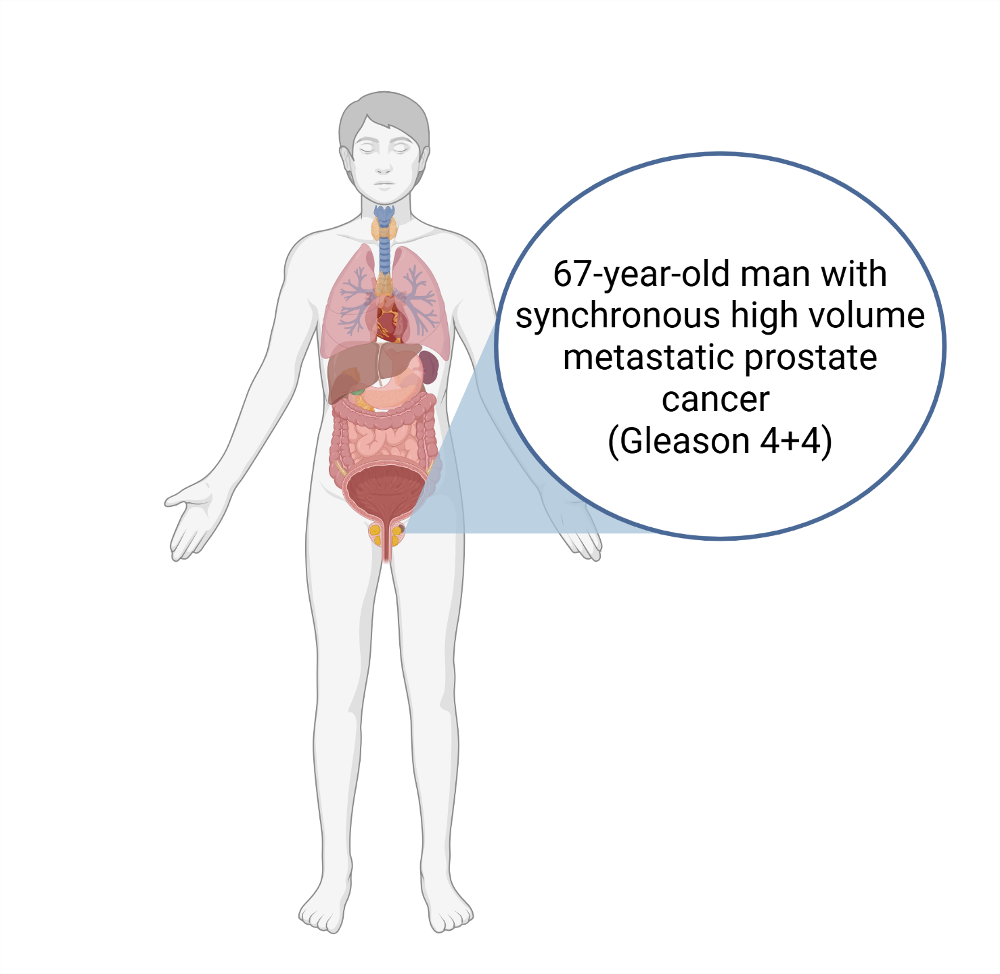 67-year-old man with
synchronous high volume
metastatic prostate
cancer
(Gleason 4+4)